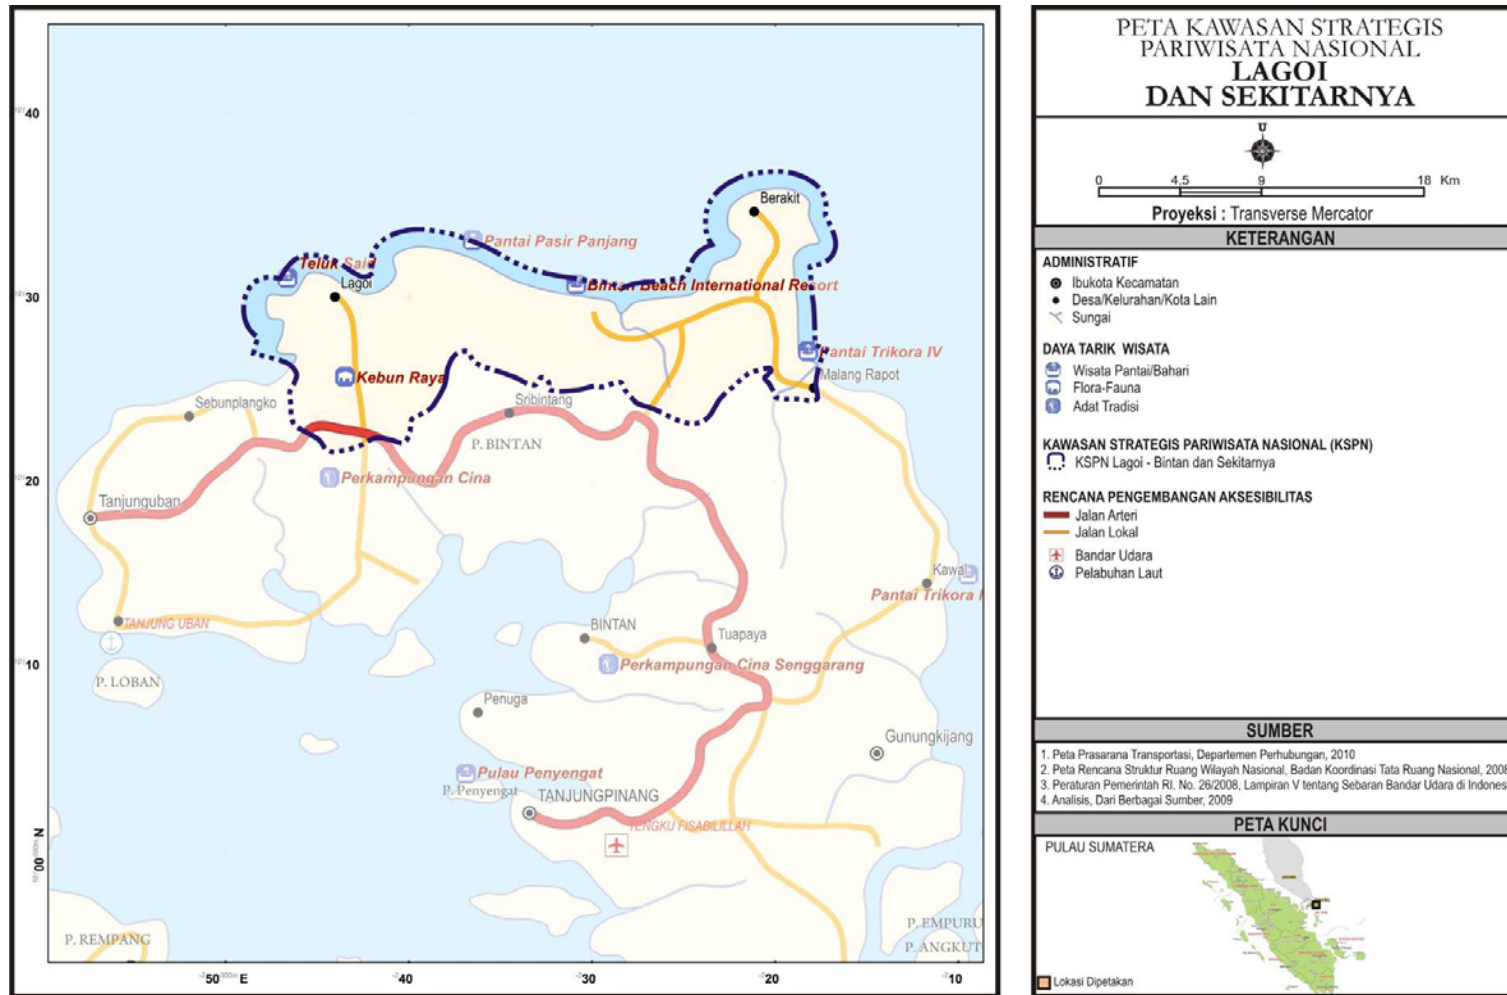 40
30
20
10
00
N
50
E
40
30
20
10
Berakit
Pantai Pasir Panjang
Teluk Said
Lagoi
Bintan Beach International Resort
Pantai Trikora IV
Malang Rapot
Kebun Raya
Sebunplangko
Sribintang
P. BINTAN
Perkampungan Cina
Tanjunguban
Kawal
Pantai Trikora
TANJUNG UBAN
BINTAN
Tuapaya
Perkampungan Cina Senggarang
P. LOBAN
Penuga
Gunungkijang
Pulau Penyengat
P. Penyengat
TANJUNGPINANG
TENGKU FISABILILLAH
P. REMPANG
P. EMPURU
P. ANGKUT
PETA KAWASAN STRATEGIS
PARIWISATA NASIONAL
LAGOI
DAN SEKITARNYA
U
0 4,5 9 18 Km
Proyeksi : Transverse Mercator
KETERANGAN
ADMINISTRATIF
Ibukota Kecamatan
Desa/Kelurahan/Kota Lain
Sungai
DAYA TARIK WISATA
Wisata Pantai/Bahari
Flora-Fauna
Adat Tradisi
KAWASAN STRATEGIS PARIWISATA NASIONAL (KSPN)
KSPN Lagoi - Bintan dan Sekitarnya
RENCANA PENGEMBANGAN AKSESIBILITAS
Jalan Arteri
Jalan Lokal
Bandar Udara
Pelabuhan Laut
SUMBER
1. Peta Prasarana Transportasi, Departemen Perhubungan, 2010
2. Peta Rencana Struktur Ruang Wilayah Nasional, Badan Koordinasi Tata Ruang Nasional, 2008
3. Peraturan Pemerintah RI. No. 26/2008, Lampiran V tentang Sebaran Bandar Udara di Indones
4. Analisis, Dari Berbagai Sumber, 2009
PETA KUNCI
PULAU SUMATERA
Lokasi Dipetakan